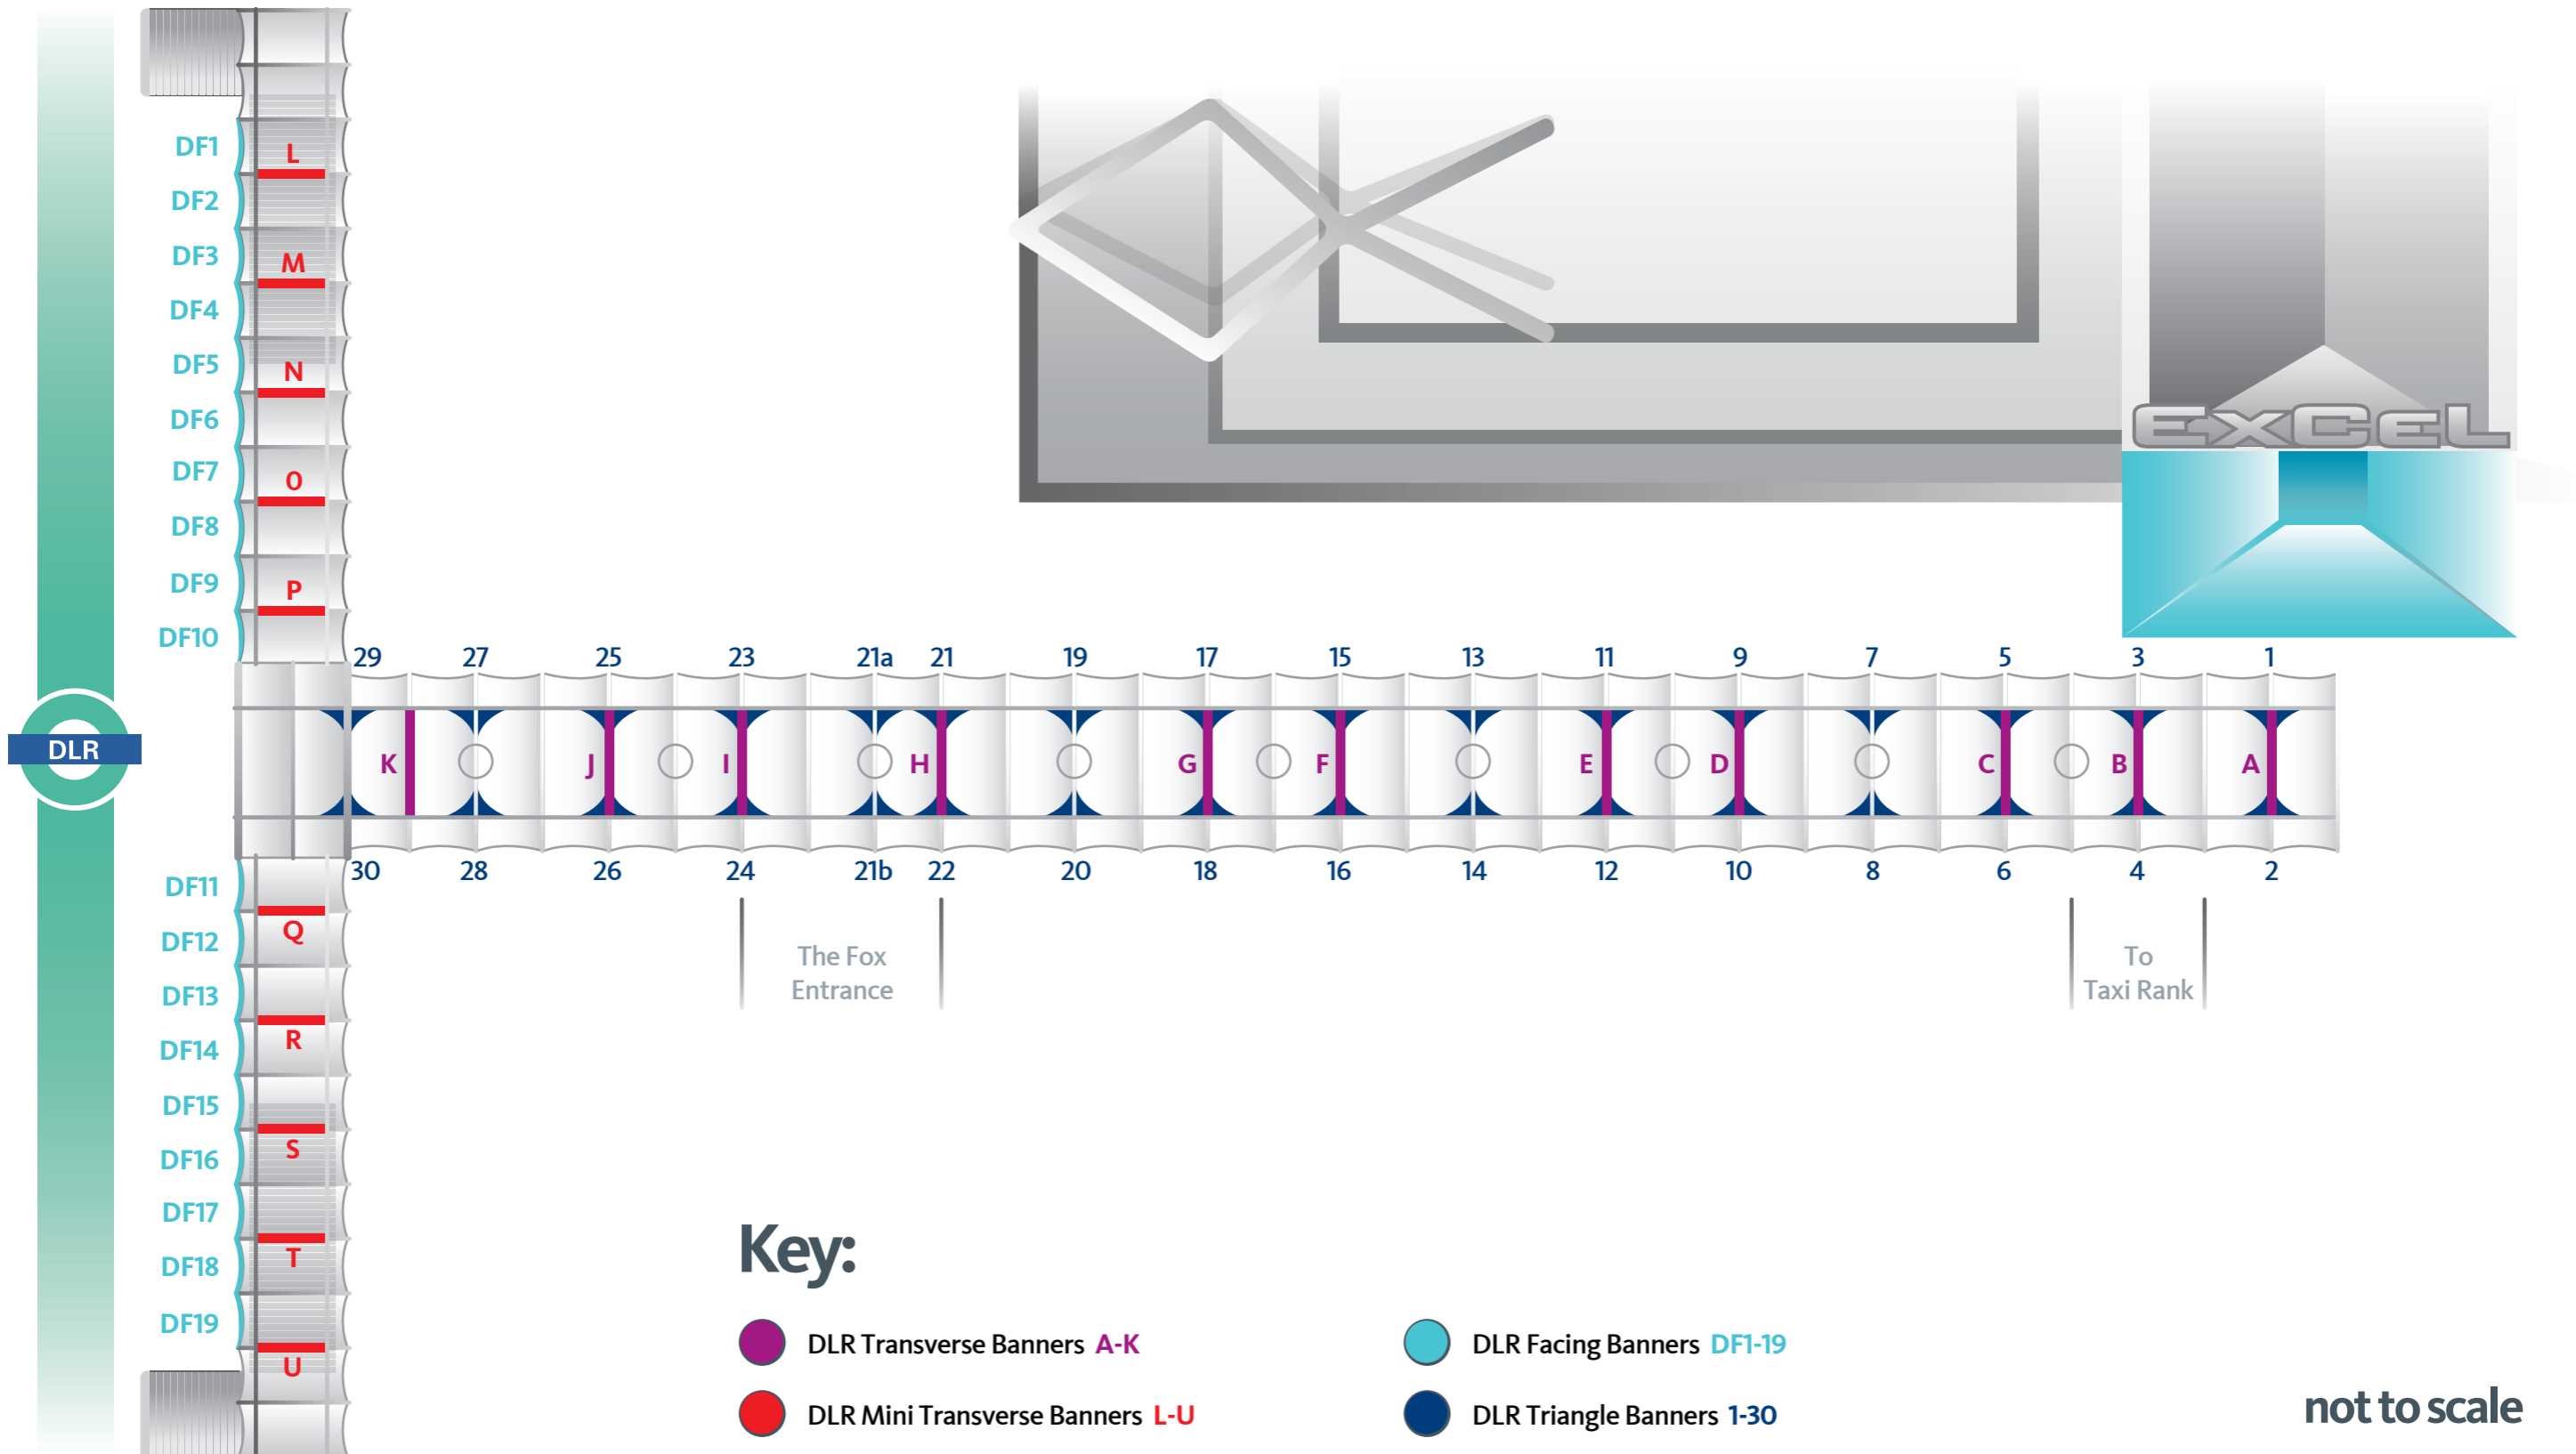 DF1
L
DF2
DF3
M
DF4
DF5
N
DF6
DF7
0
DF8
DF9
P
DF10
EXCEL
29 27 25 23 21a 21 19 17 15 13 11 9 7 5 3 1
DLR
K J I H G F E D C B A
30 28 26 24 21b 22 20 18 16 14 12 10 8 6 4 2
DF11
Q
DF12
DF13
R
DF14
DF15
S
DF16
DF17
T
DF18
DF19
U
The Fox
Entrance
To
Taxi Rank
Key:
DLR Transverse Banners A-K
DLR Mini Transverse Banners L-U
DLR Facing Banners DF1-19
DLR Triangle Banners 1-30
not to scale